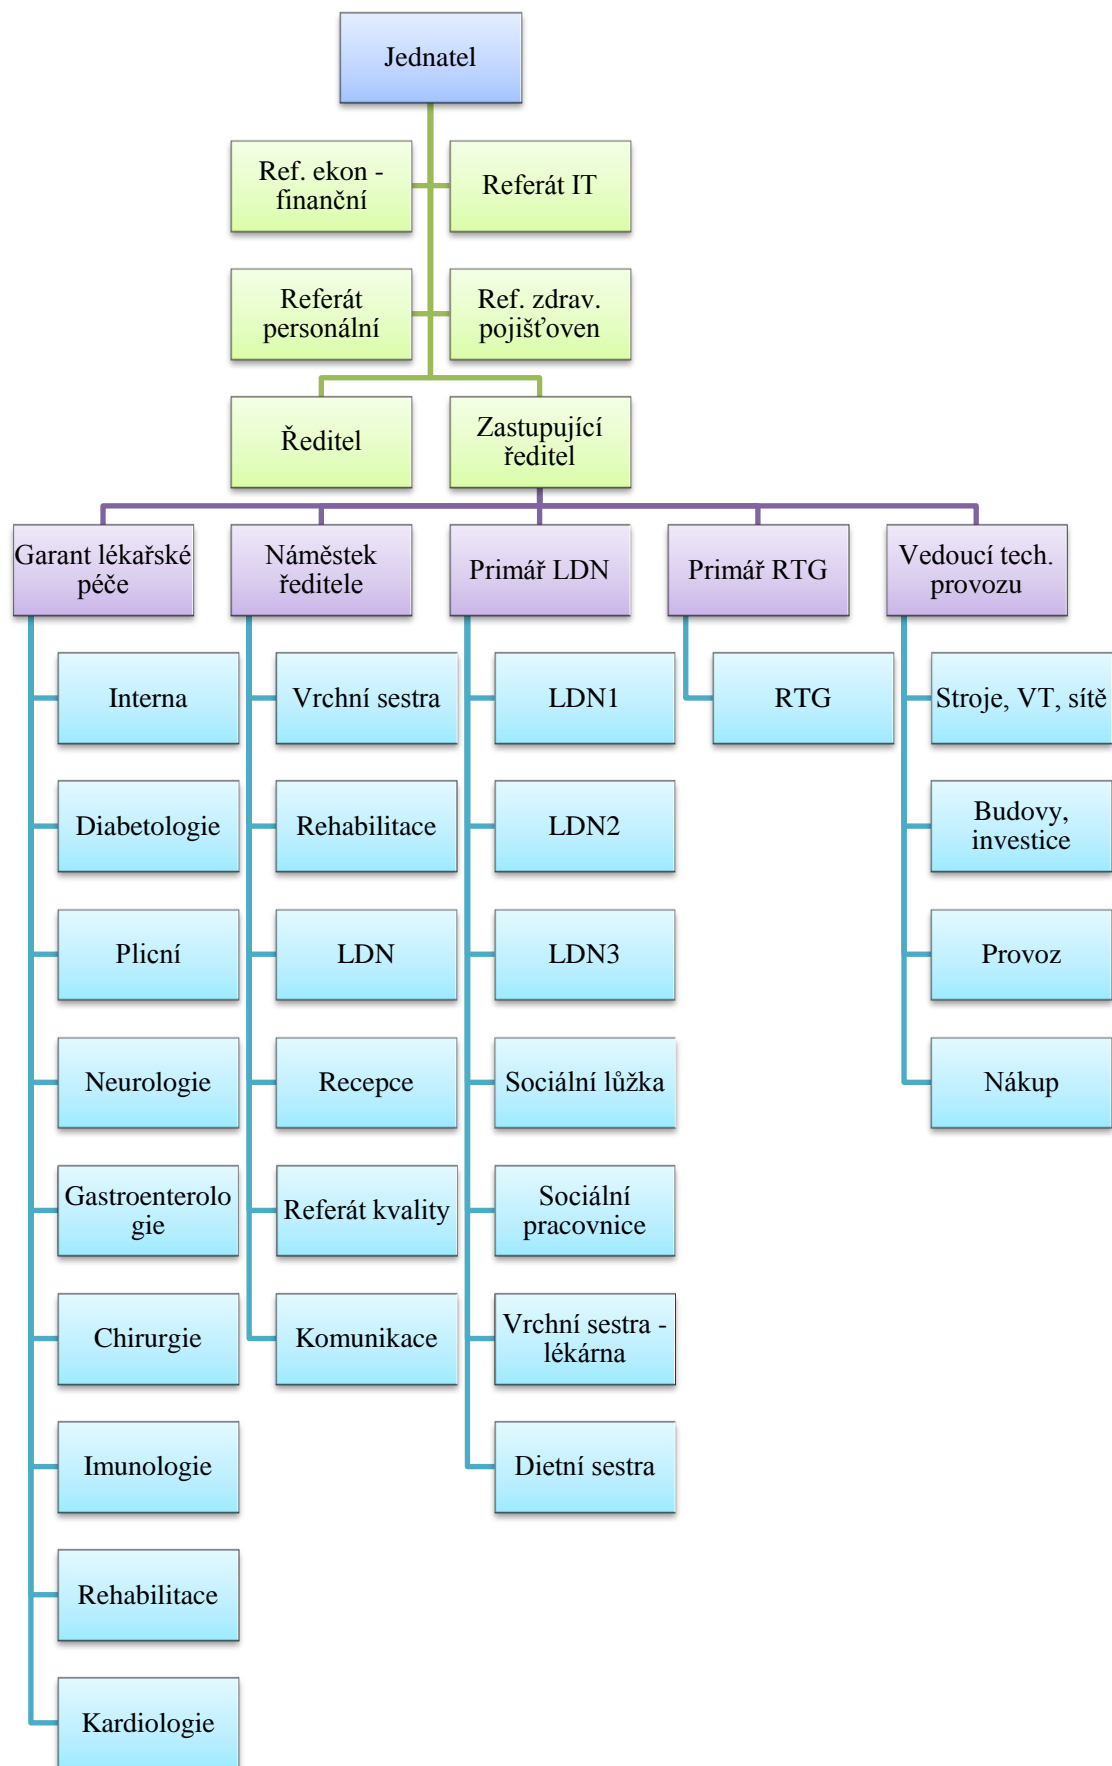 Jednatel
Ref. ekon -
finanční
Referát IT
Referát
personální
Ref. zdrav.
pojišťoven
Ředitel
Zastupující
ředitel
Garant lékařské
péče
Náměstek
ředitele
Primář LDN
Primář RTG
Vedoucí tech.
provozu
Interna
Diabetologie
Plicní
Neurologie
Gastroenterolo
gie
Chirurgie
Imunologie
Rehabilitace
Kardiologie
Vrchní sestra
Rehabilitace
LDN
Recepce
Referát kvality
Komunikace
LDN1
LDN2
LDN3
Sociální lůžka
Sociální
pracovnice
Vrchní sestra -
lékárna
Dietní sestra
RTG
Stroje, VT, sítě
Budovy,
investice
Provoz
Nákup